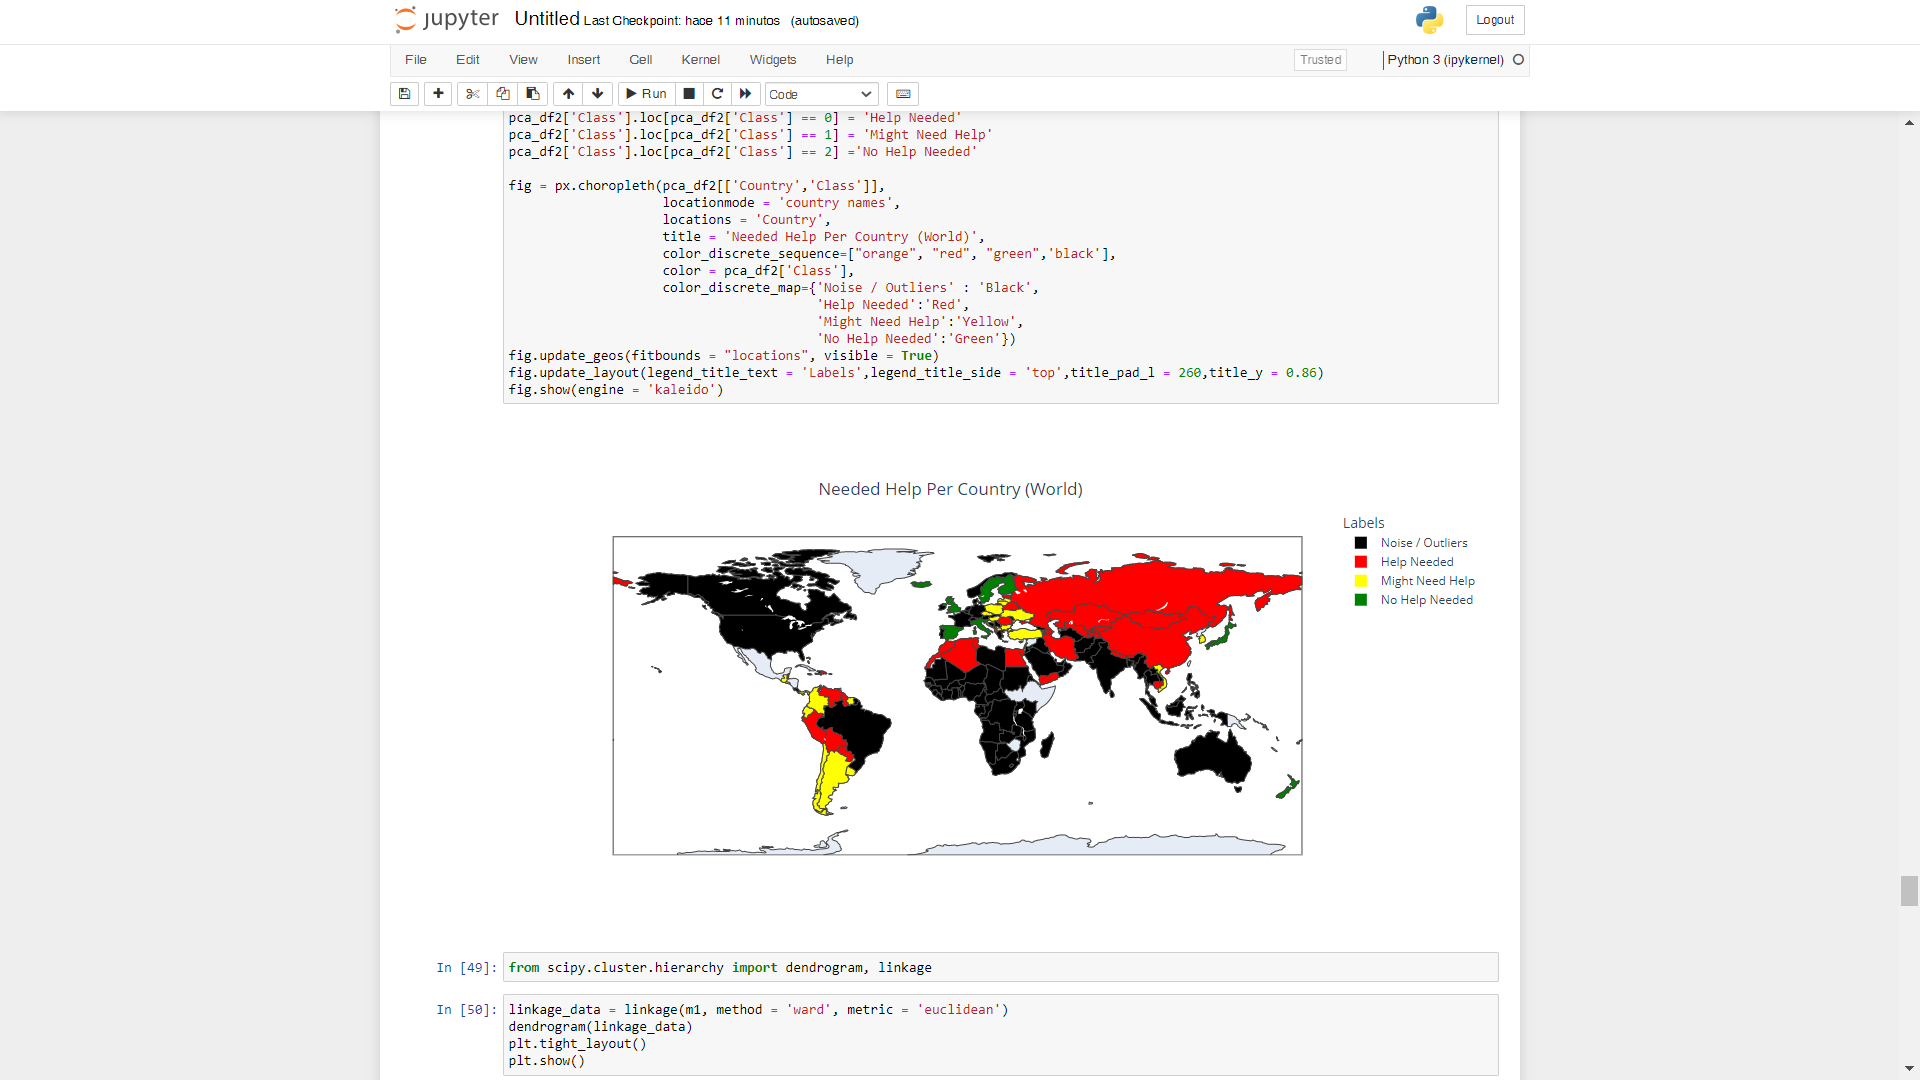 jupyter Untitled Last Checkpoint: hace 11 minutos (autosaved) Logout
File Edit View Insert Cell Kernel Widgets Help Trusted Python 3 (ipykernel)
Run Code
pca_df2['Class'].loc[pca_df2['Class'] == 0] = 'Help Needed'
pca_df2['Class'].loc[pca_df2['Class'] == 1] = 'Might Need Help'
pca_df2['Class'].loc[pca_df2['Class'] == 2] ='No Help Needed'
fig = px.choropleth(pca_df2[['Country','Class']],
locationmode = 'country names',
locations = 'Country',
title = 'Needed Help Per Country (World)',
color_discrete_sequence=["orange", "red", "green",'black'],
color = pca_df2['Class'],
color_discrete_map={'Noise / Outliers' : 'Black',
'Help Needed':'Red',
'Might Need Help':'Yellow',
'No Help Needed':'Green'})
fig.update_geos(fitbounds = "locations", visible = True)
fig.update_layout(legend_title_text = 'Labels',legend_title_side = 'top',title_pad_l = 260,title_y = 0.86)
fig.show(engine = 'kaleido')
Needed Help Per Country (World)
Labels
Noise / Outliers
Help Needed
Might Need Help
No Help Needed
In [49]: from scipy.cluster.hierarchy import dendrogram, linkage
In [50]: linkage_data = linkage(m1, method = 'ward', metric = 'euclidean')
dendrogram(linkage_data)
plt.tight_layout()
plt.show()